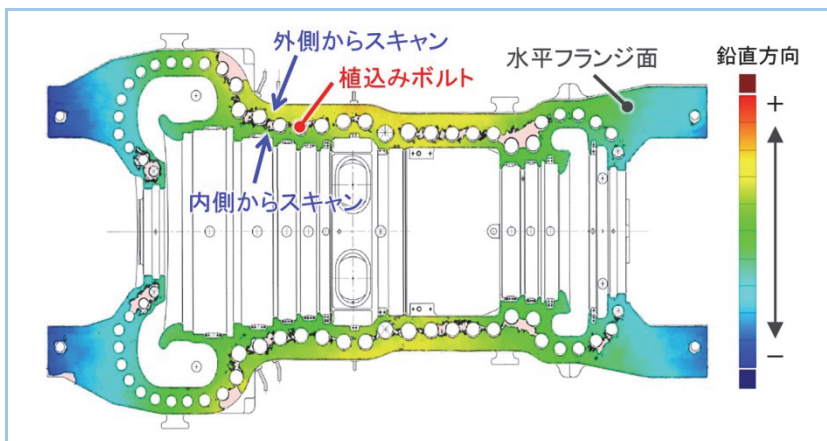 外側からスキャン
植込みボルト
水平フランジ面
鉛直方向
+
内側からスキャン
−